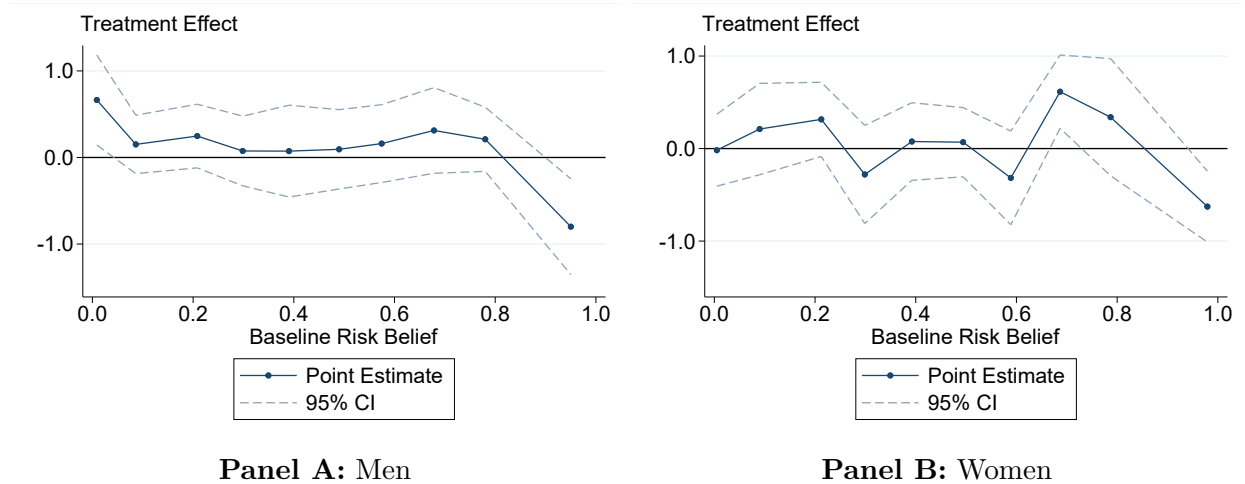 Treatment Effect
1.0
0.0
-1.0
0.0 0.2 0.4 0.6 0.8 1.0
Baseline Risk Belief
Point Estimate
95% CI
Panel A: Men
Treatment Effect
1.0
0.0
-1.0
0.0 0.2 0.4 0.6 0.8 1.0
Baseline Risk Belief
Point Estimate
95% CI
Panel B: Women